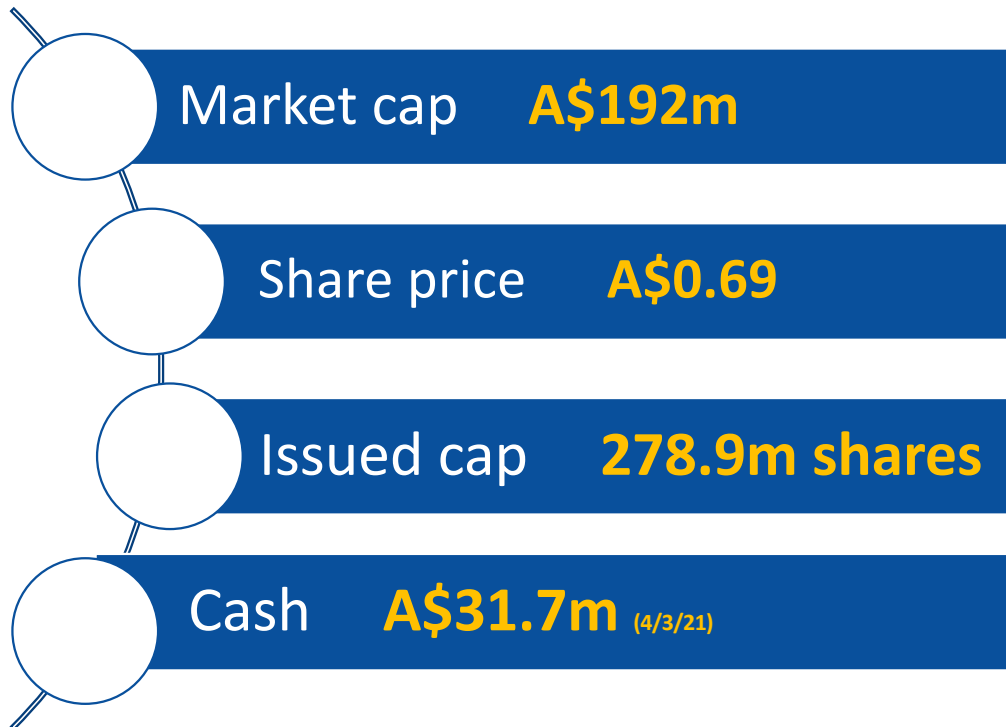 Market cap A$192m
Share price A$0.69
Issued cap 278.9m shares
Cash A$31.7m (4/3/21)